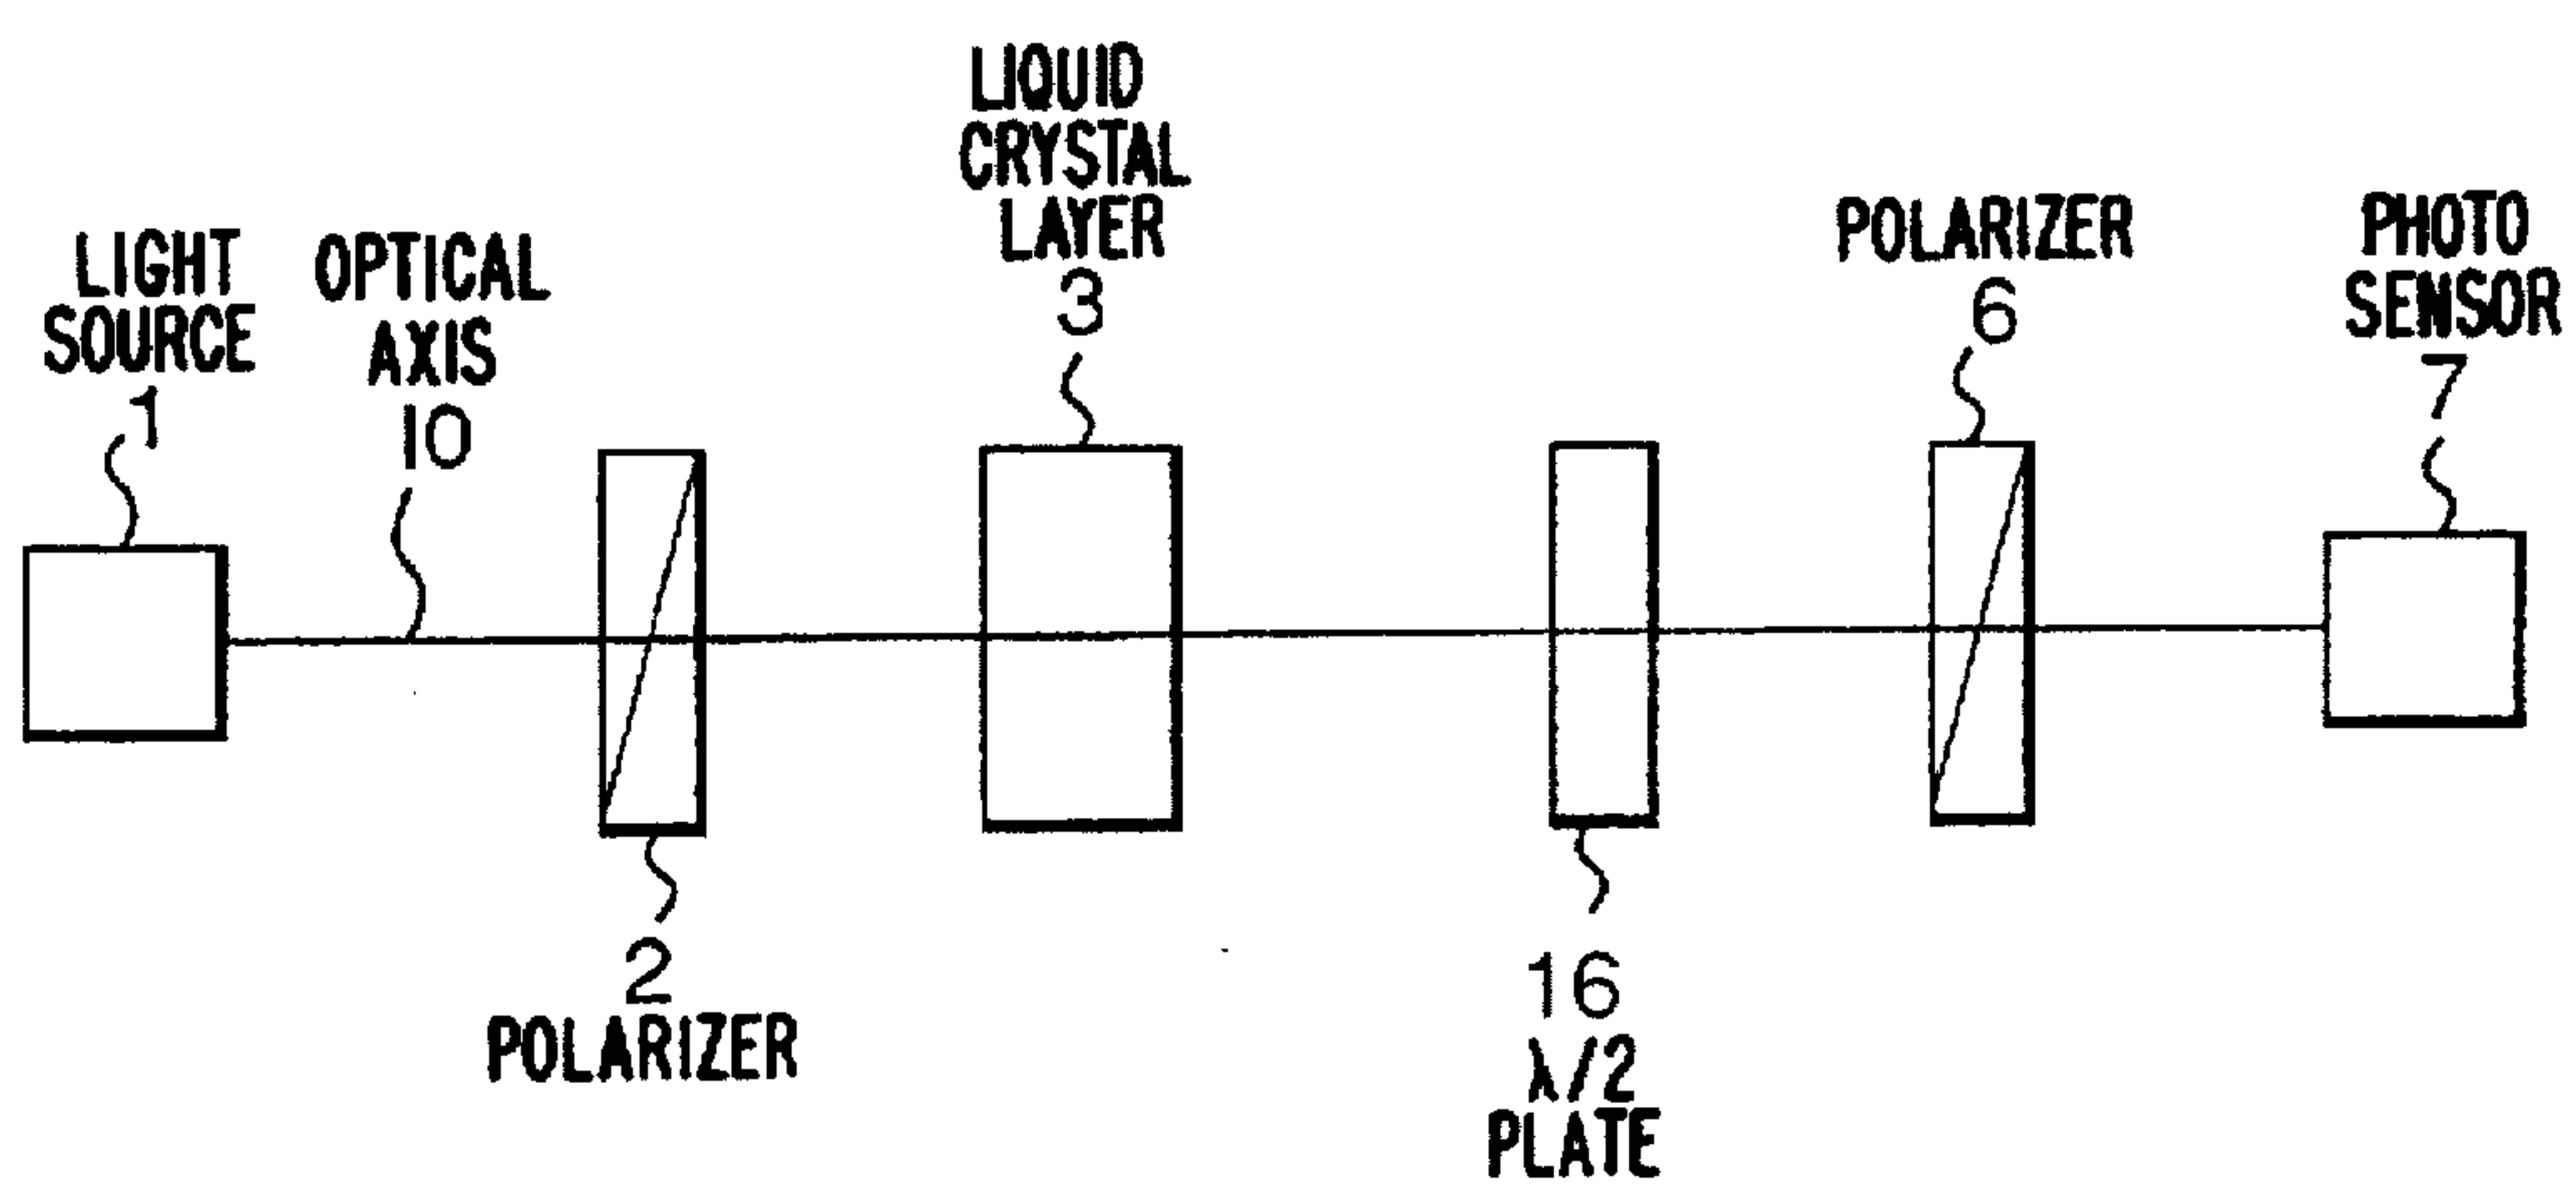 LIGHT
SOURCE
1
OPTICAL
AXIS
10
2
POLARIZER
LIQUID
CRYSTAL
LAYER
3
16
λ/2
PLATE
POLARIZER
6
PHOTO
SENSOR
7